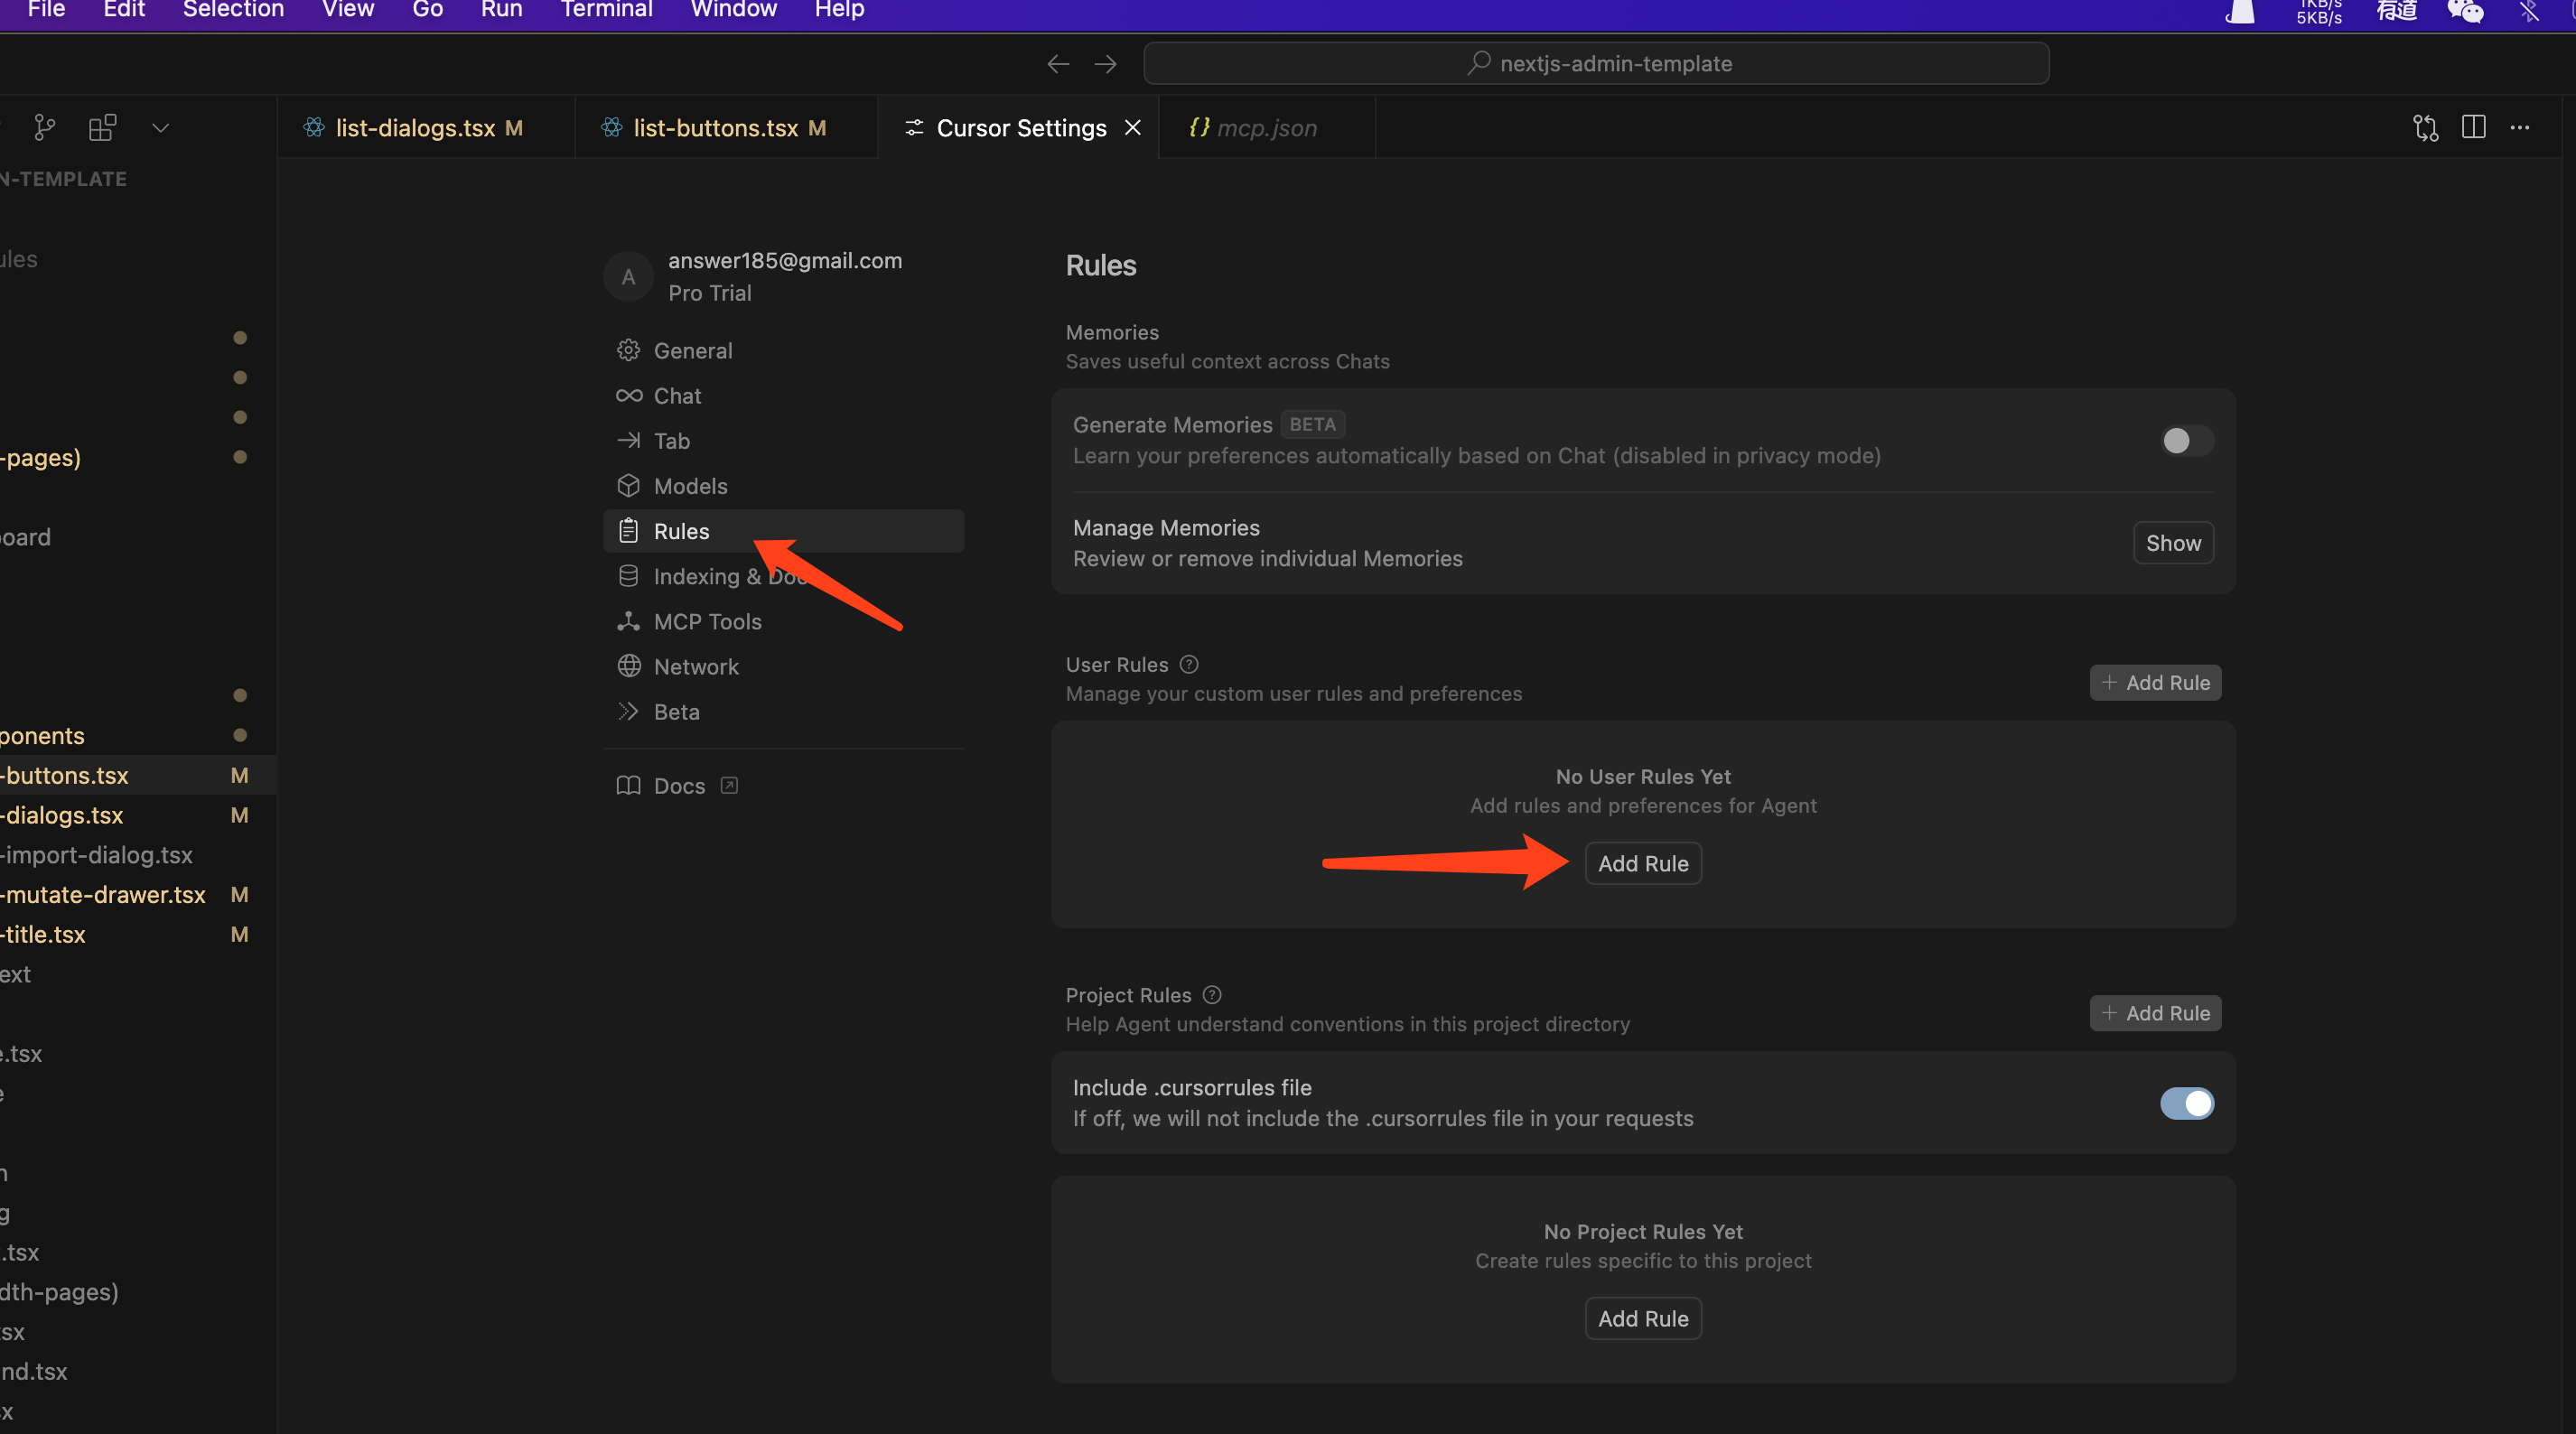 File Edit Selection View Go Run Terminal Window Help
1KB/s
5KB/s
有道
nextjs-admin-template
list-dialogs.tsx M
list-buttons.tsx M
Cursor Settings
{} mcp.json
N-TEMPLATE
ules
-pages)
oard
ponents
-buttons.tsx M
-dialogs.tsx M
-import-dialog.tsx
-mutate-drawer.tsx M
-title.tsx M
ext
e.tsx
e
n
g
.tsx
dth-pages)
sx
nd.tsx
x
A
answer185@gmail.com
Pro Trial
General
Chat
Tab
Models
Rules
Indexing & Doc
MCP Tools
Network
Beta
Docs
Rules
Memories
Saves useful context across Chats
Generate Memories BETA
Learn your preferences automatically based on Chat (disabled in privacy mode)
Manage Memories
Review or remove individual Memories
Show
User Rules
Manage your custom user rules and preferences
+ Add Rule
No User Rules Yet
Add rules and preferences for Agent
Add Rule
Project Rules
Help Agent understand conventions in this project directory
+ Add Rule
Include .cursorrules file
If off, we will not include the .cursorrules file in your requests
No Project Rules Yet
Create rules specific to this project
Add Rule